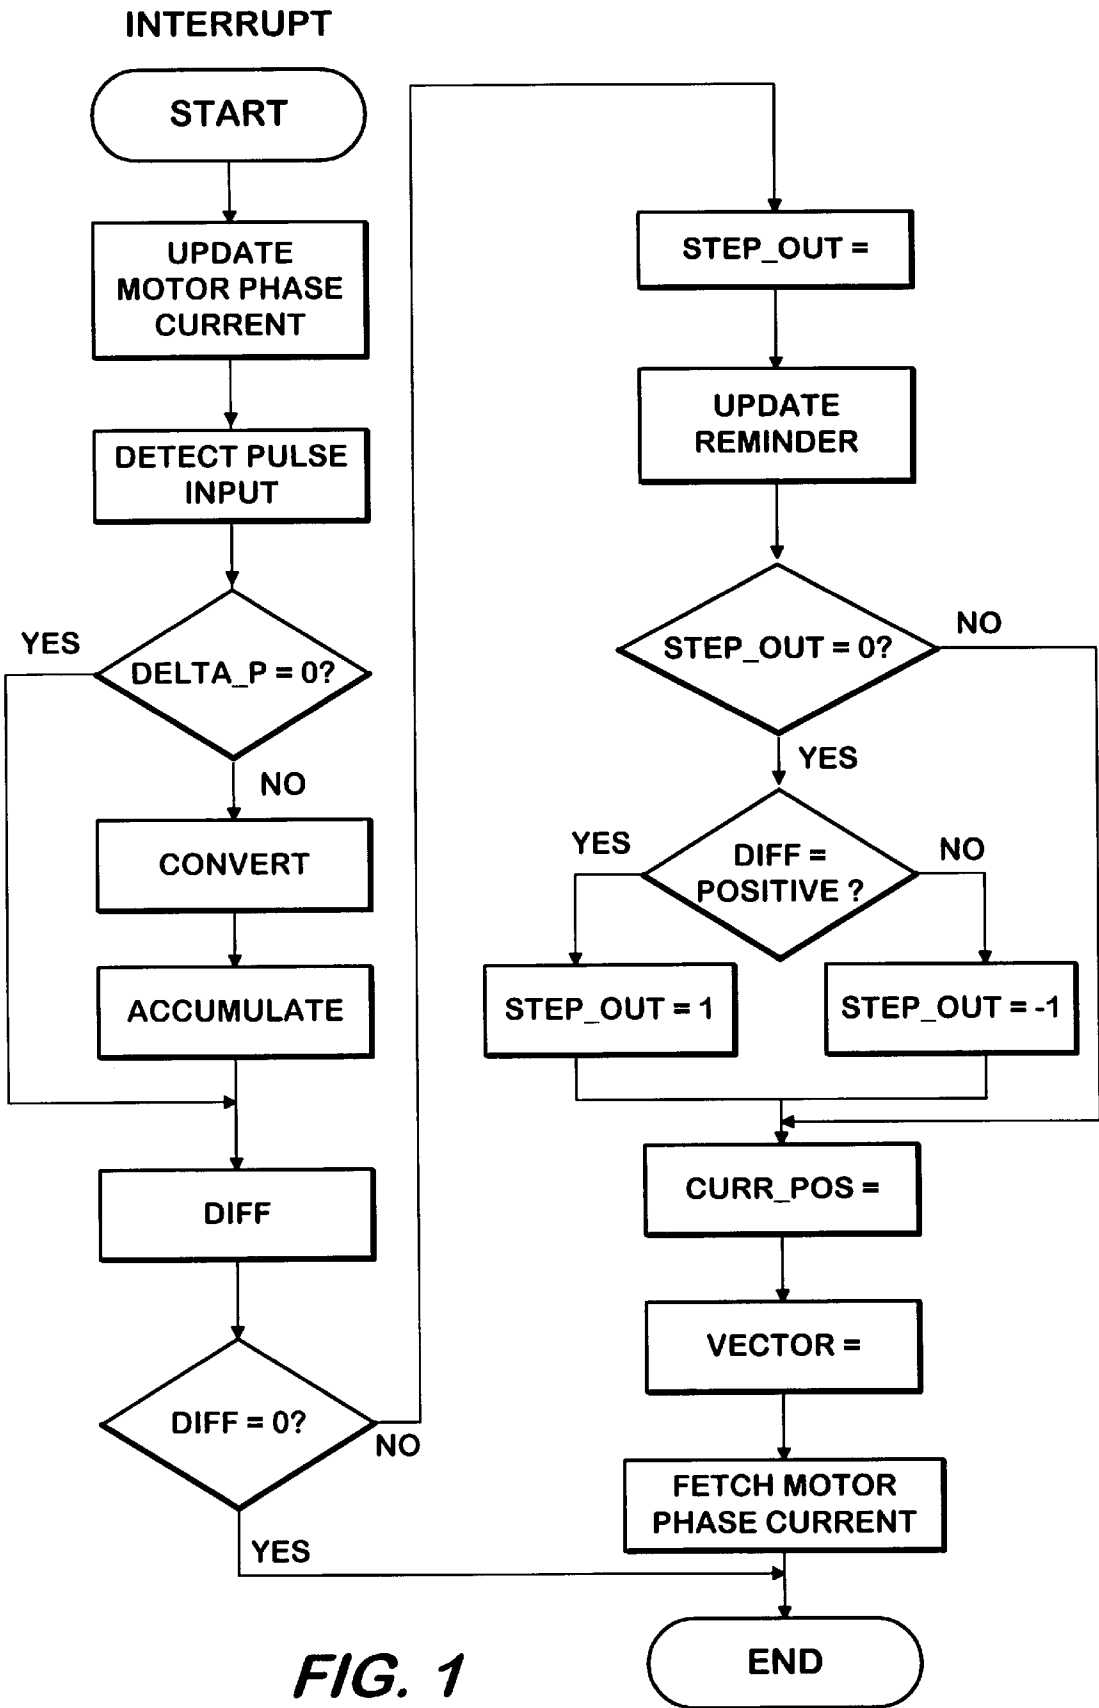 INTERRUPT
START
UPDATE
MOTOR PHASE
CURRENT
DETECT PULSE
INPUT
YES
DELTA_P = 0?
NO
CONVERT
ACCUMULATE
DIFF
DIFF = 0?
NO
YES
STEP_OUT =
UPDATE
REMINDER
STEP_OUT = 0?
NO
YES
YES
DIFF =
POSITIVE ?
NO
STEP_OUT = 1
STEP_OUT = -1
CURR_POS =
VECTOR =
FETCH MOTOR
PHASE CURRENT
END
FIG. 1